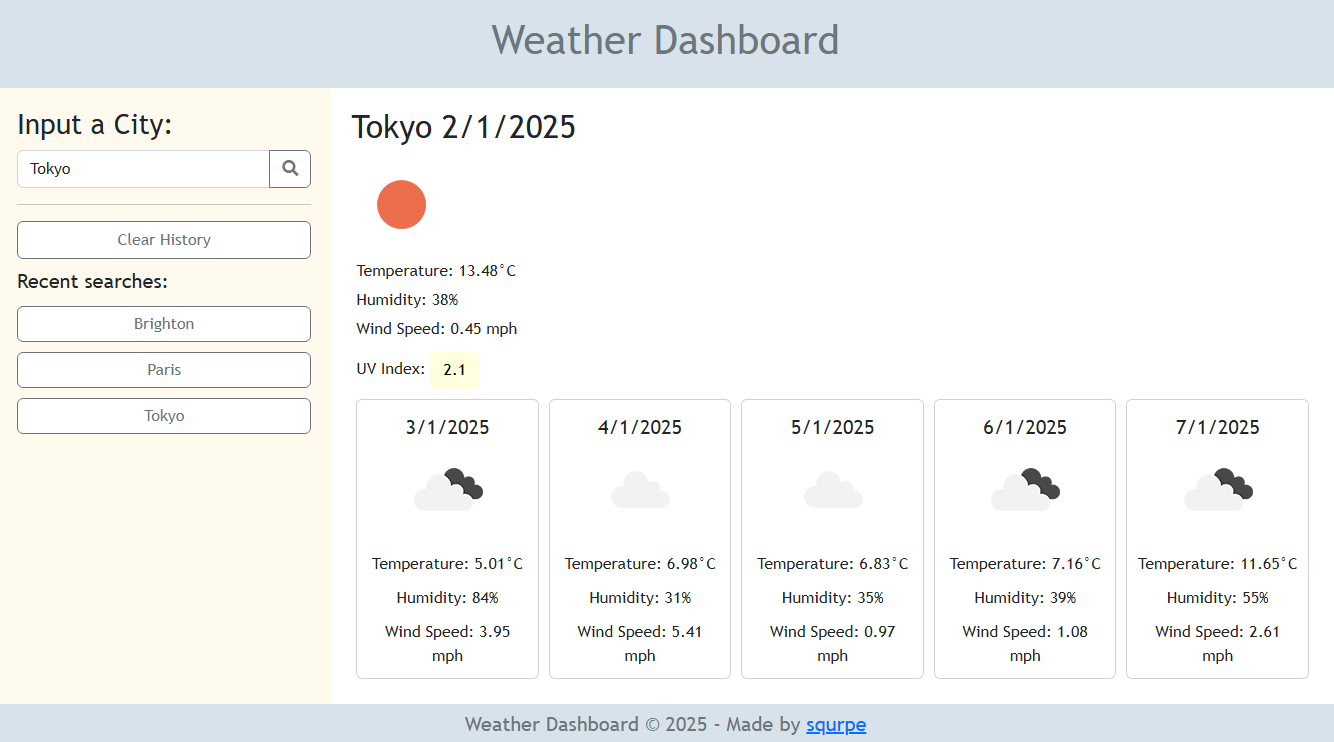 Weather Dashboard
Input a City:
Tokyo
Clear History
Recent searches:
Brighton
Paris
Tokyo
Tokyo 2/1/2025
Temperature: 13.48°C
Humidity: 38%
Wind Speed: 0.45 mph
UV Index: 2.1
3/1/2025
Temperature: 5.01°C
Humidity: 84%
Wind Speed: 3.95
mph
4/1/2025
Temperature: 6.98°C
Humidity: 31%
Wind Speed: 5.41
mph
5/1/2025
Temperature: 6.83°C
Humidity: 35%
Wind Speed: 0.97
mph
6/1/2025
Temperature: 7.16°C
Humidity: 39%
Wind Speed: 1.08
mph
7/1/2025
Temperature: 11.65°C
Humidity: 55%
Wind Speed: 2.61
mph
Weather Dashboard © 2025 - Made by squrpe